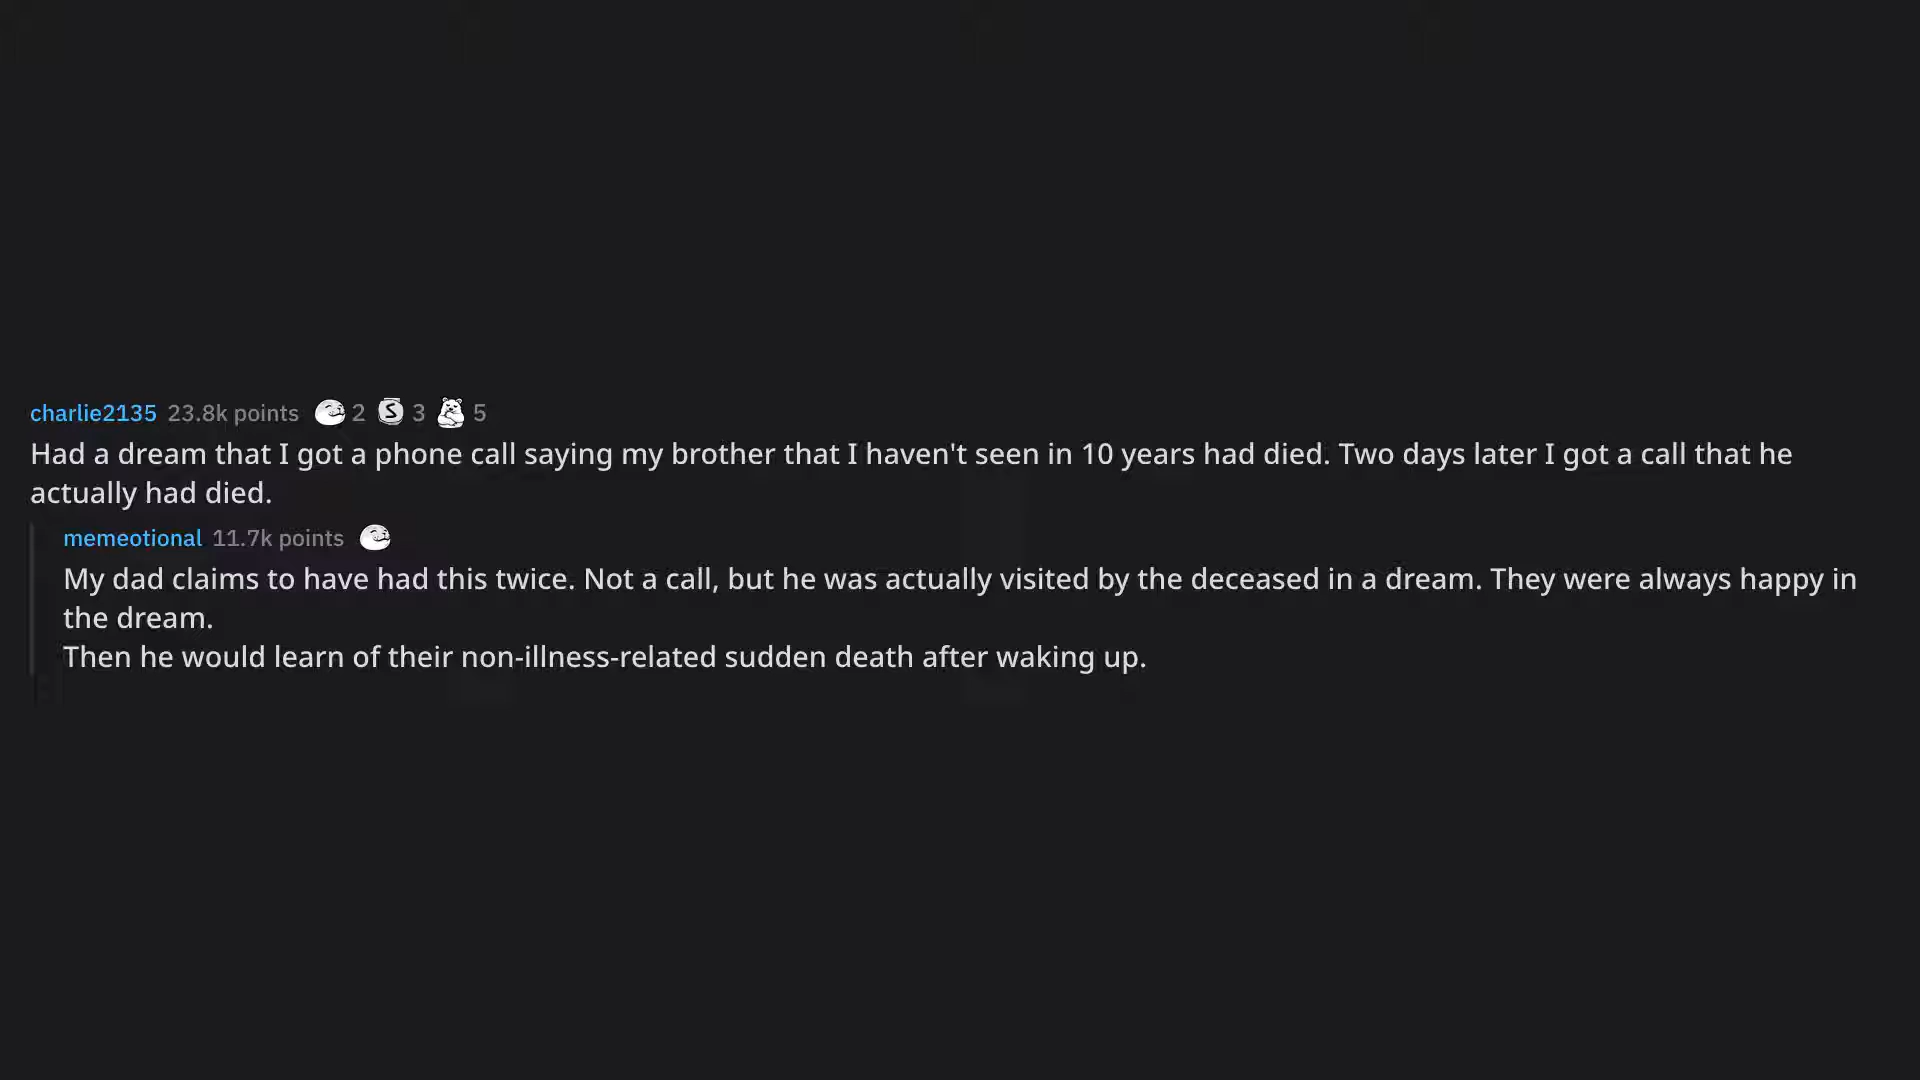 charlie2135 23.8k points 2 3 5
Had a dream that I got a phone call saying my brother that I haven't seen in 10 years had died. Two days later I got a call that he
actually had died.
memeotional 11.7k points
My dad claims to have had this twice. Not a call, but he was actually visited by the deceased in a dream. They were always happy in
the dream.
Then he would learn of their non-illness-related sudden death after waking up.